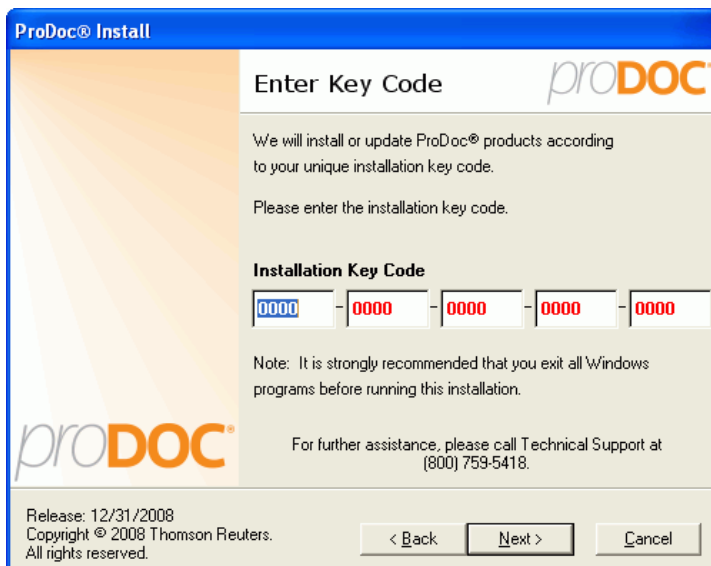 ProDoc® Install
Enter Key Code
proDOC
We will install or update ProDoc® products according
to your unique installation key code.
Please enter the installation key code.
Installation Key Code
0000 - 0000 - 0000 - 0000 - 0000
Note: It is strongly recommended that you exit all Windows
programs before running this installation.
proDOC®
For further assistance, please call Technical Support at
(800) 759-5418.
Release: 12/31/2008
Copyright © 2008 Thomson Reuters.
All rights reserved.
< Back Next > Cancel